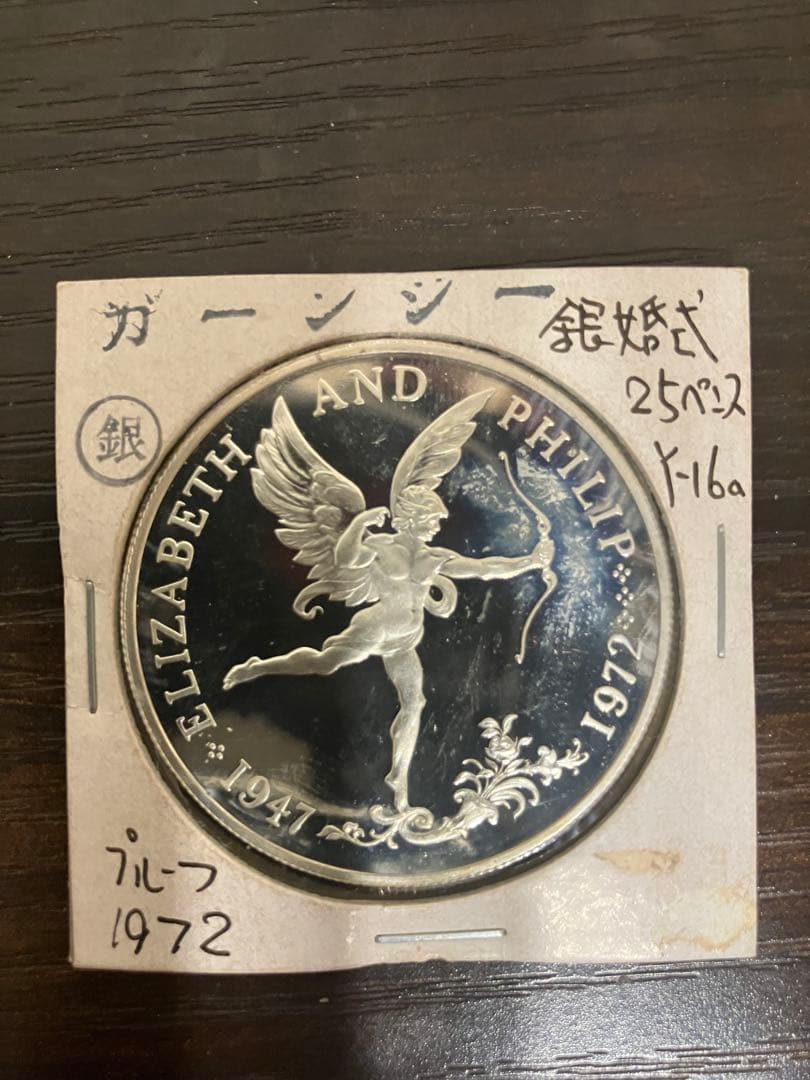 ガーンジー
銀婚式
25ペンス
Y-16a
銀
ELIZABETH AND PHILIP
1947
1972
プルーフ
1972